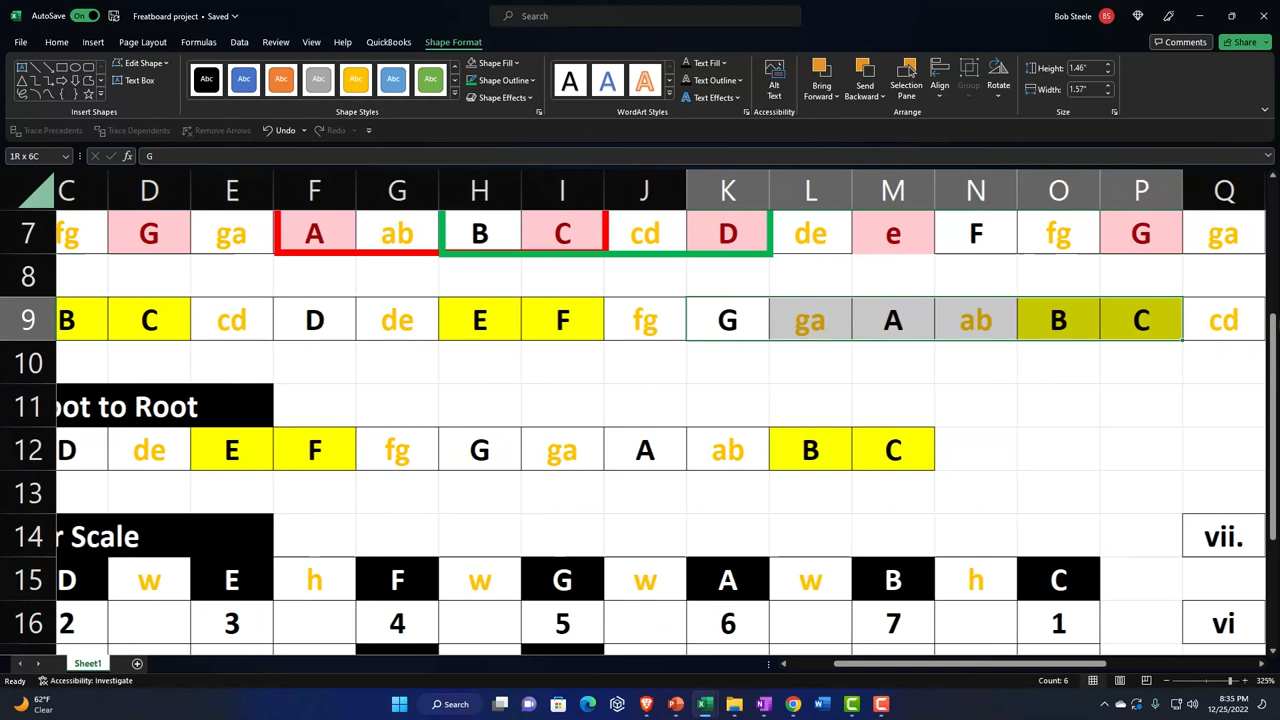 AutoSave On Freatboard project • Saved Search Bob Steele BS
File Home Insert Page Layout Formulas Data Review View Help QuickBooks Shape Format Comments Share
Edit Shape Text Box Abc Abc Abc Abc Abc Abc Abc Shape Fill Shape Outline Shape Effects A A A Text Fill Text Outline Text Effects Alt Text Bring Forward Send Backward Selection Pane Align Group Rotate Height: 1.46" Width: 1.57"
Insert Shapes Shape Styles WordArt Styles Accessibility Arrange Size
Trace Precedents Trace Dependents Remove Arrows Undo Redo
1R x 6C fx G
C D E F G H I J K L M N O P Q
7 fg G ga A ab B C cd D de e F fg G ga
8
9 B C cd D de E F fg G ga A ab B C cd
10
11 oot to Root
12 D de E F fg G ga A ab B C
13
14 r Scale vii.
15 D w E h F w G w A w B h C
16 2 3 4 5 6 7 1 vi
Sheet1
Ready Accessibility: Investigate Count: 6 325%
62°F Clear Search 8:35 PM 12/25/2022